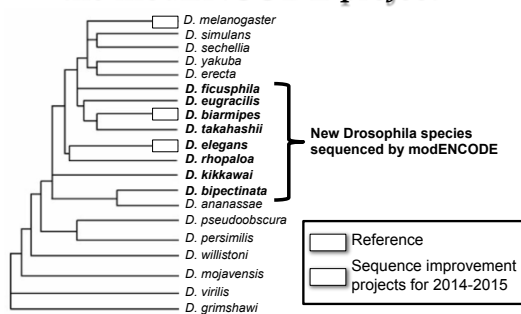 D. melanogaster
D. simulans
D. sechellia
D. yakuba
D. erecta
D. ficusphila
D. eugracilis
D. biarmipes
D. takahashii
D. elegans
D. rhopaloa
D. kikkawai
D. bipectinata
D. ananassae
D. pseudoobscura
D. persimilis
D. willistoni
D. mojavensis
D. virilis
D. grimshawi
New Drosophila species
sequenced by modENCODE
Reference
Sequence improvement
projects for 2014-2015